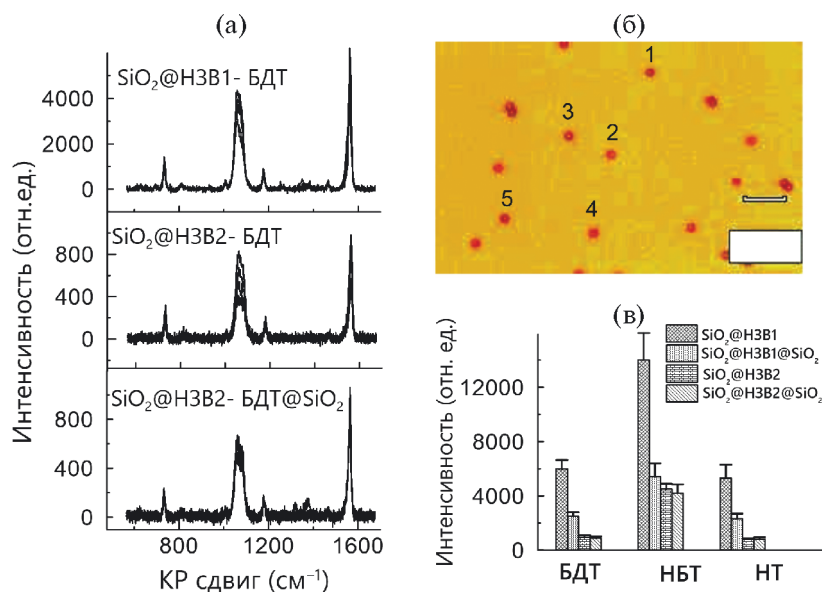 (а)
Интенсивность (отн.ед.)
SiO₂@НЗВ1- БДТ
4000
2000
0
SiO₂@НЗВ2- БДТ
800
400
0
SiO₂@НЗВ2- БДТ@SiO₂
800
400
0
800 1200 1600
КР сдвиг (см⁻¹)
(б)
1
3
2
5
4
(в)
Интенсивность (отн. ед.)
12000
8000
4000
0
SiO₂@НЗВ1
SiO₂@НЗВ1@SiO₂
SiO₂@НЗВ2
SiO₂@НЗВ2@SiO₂
БДТ НБТ НТ